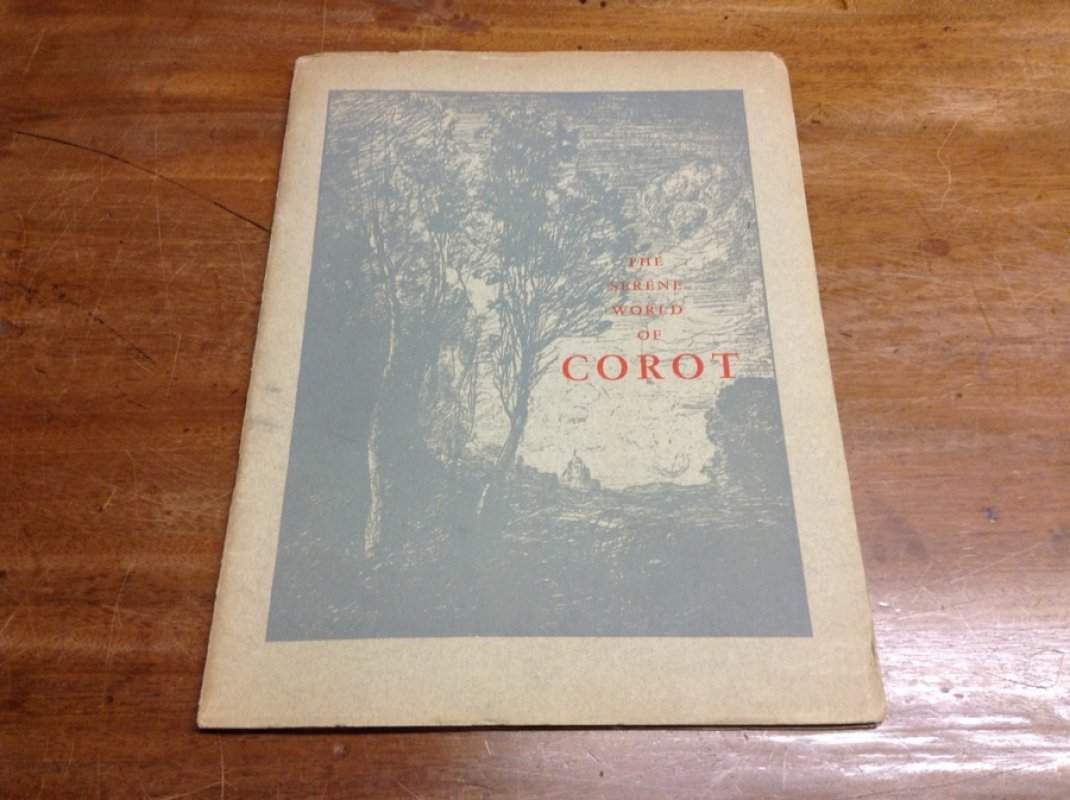 THE
SERENE
WORLD
OF
COROT